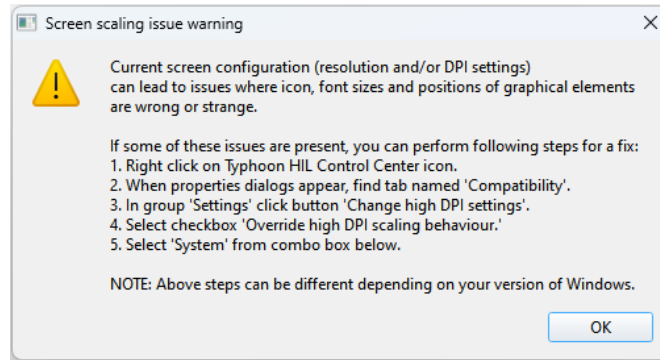 Screen scaling issue warning
Current screen configuration (resolution and/or DPI settings)
can lead to issues where icon, font sizes and positions of graphical elements
are wrong or strange.
If some of these issues are present, you can perform following steps for a fix:
1. Right click on Typhoon HIL Control Center icon.
2. When properties dialogs appear, find tab named 'Compatibility'.
3. In group 'Settings' click button 'Change high DPI settings'.
4. Select checkbox 'Override high DPI scaling behaviour.'
5. Select 'System' from combo box below.
NOTE: Above steps can be different depending on your version of Windows.
OK